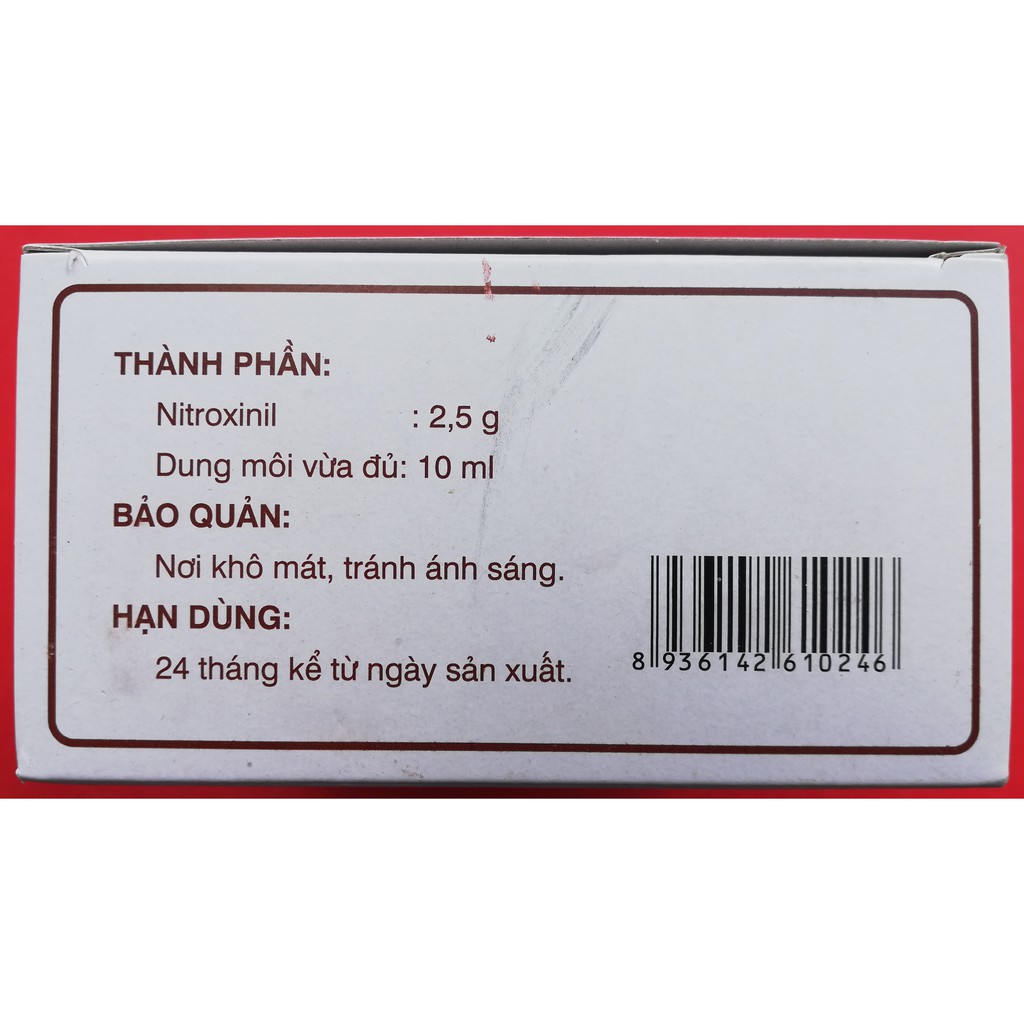 THÀNH PHẦN:
Nitroxinil : 2,5 g
Dung môi vừa đủ: 10 ml
BẢO QUẢN:
Nơi khô mát, tránh ánh sáng.
HẠN DÙNG:
24 tháng kể từ ngày sản xuất.
8 936142 610246